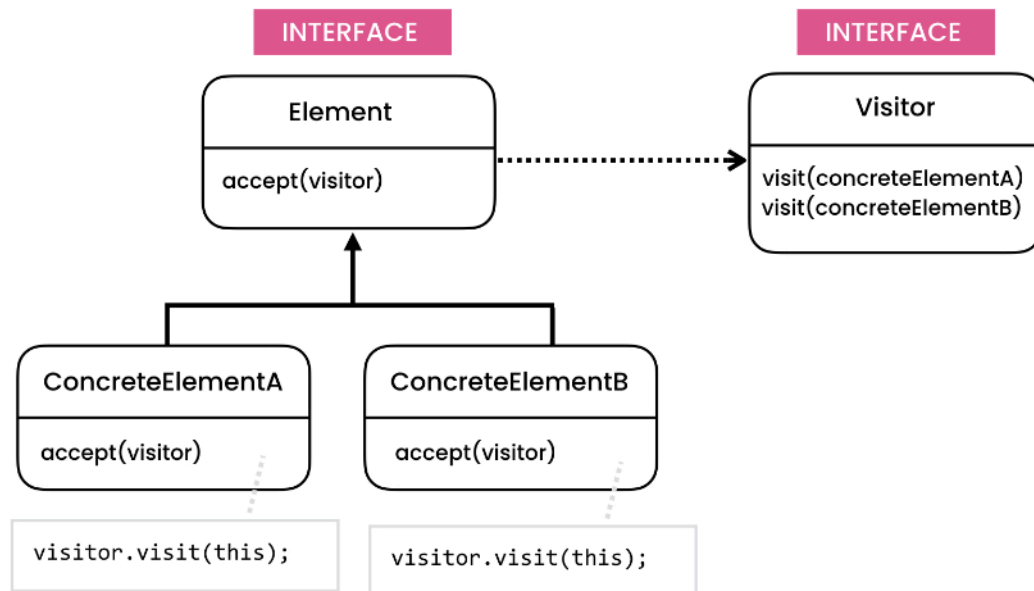 INTERFACE
INTERFACE
Element
accept(visitor)
Visitor
visit(concreteElementA)
visit(concreteElementB)
ConcreteElementA
accept(visitor)
ConcreteElementB
accept(visitor)
visitor.visit(this);
visitor.visit(this);